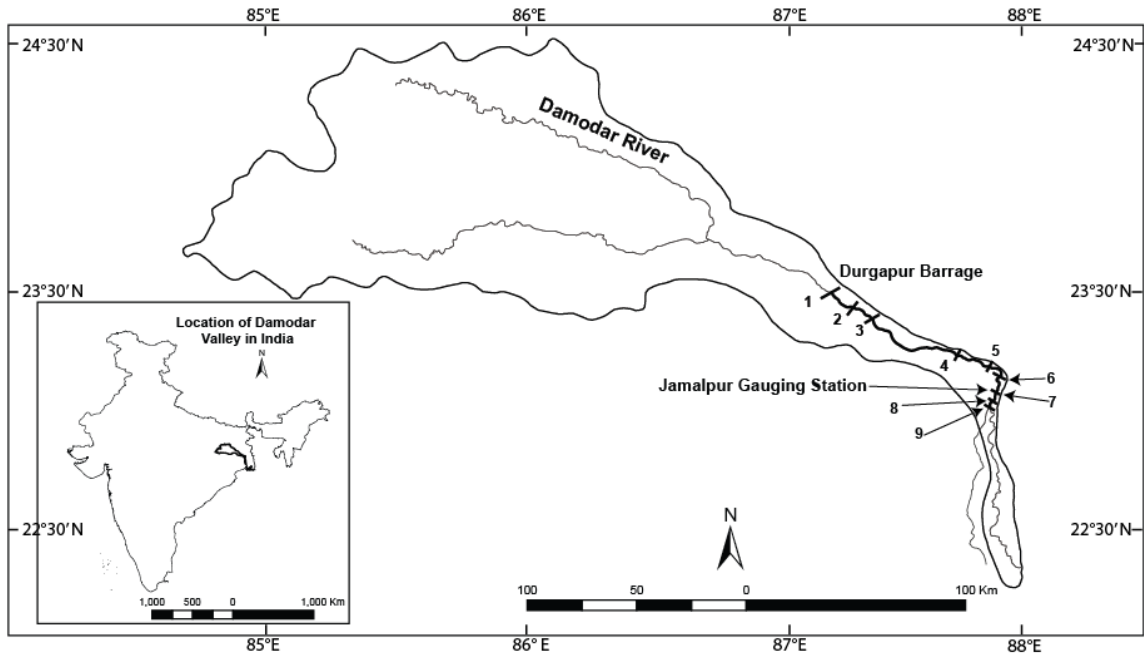 85°E 86°E 87°E 88°E
24°30'N 24°30'N
Damodar River
Durgapur Barrage
23°30'N 23°30'N
1
2
3
4
5
6
7
8
9
Jamalpur Gauging Station
Location of Damodar
Valley in India
N
1,000 500 0 1,000 Km
22°30'N 22°30'N
N
100 50 0 100 Km
85°E 86°E 87°E 88°E